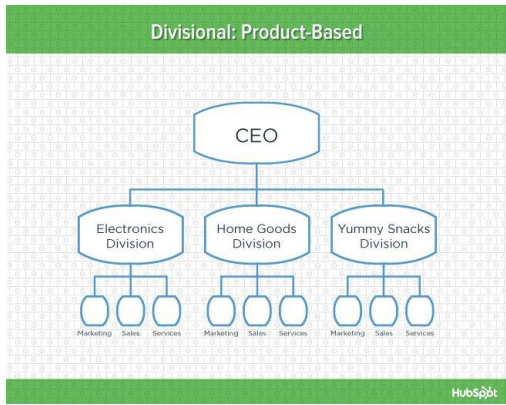 Divisional: Product-Based
CEO
Electronics
Division
Home Goods
Division
Yummy Snacks
Division
Marketing Sales Services
Marketing Sales Services
Marketing Sales Services
HubSpot